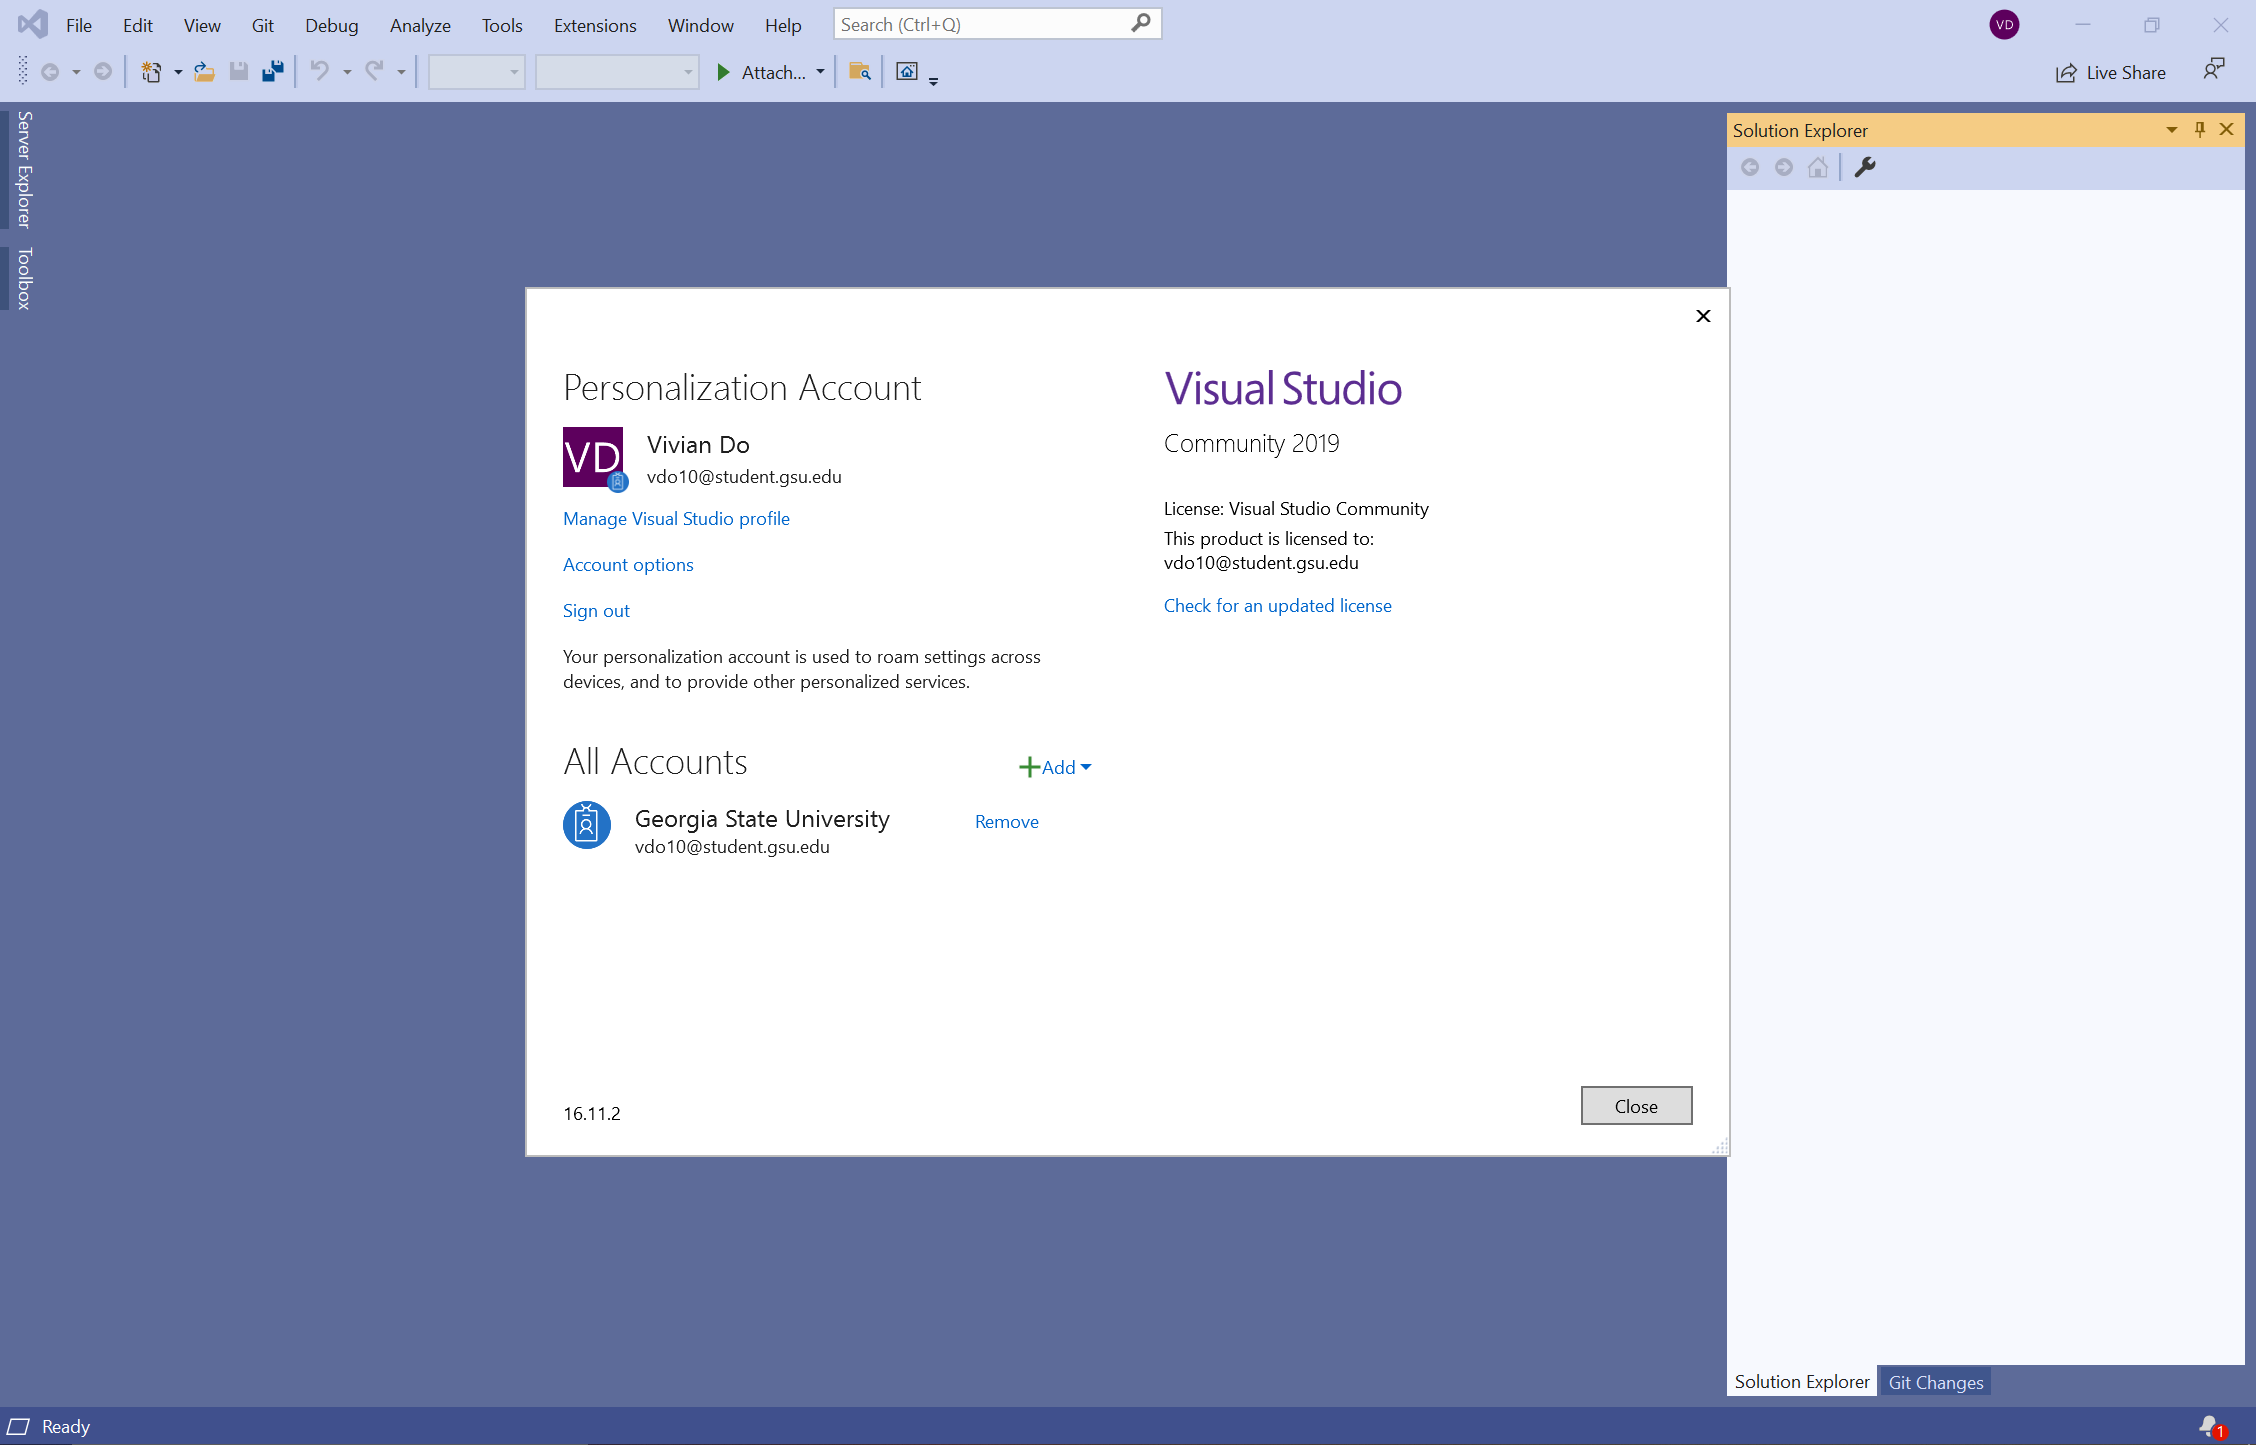 File Edit View Git Debug Analyze Tools Extensions Window Help Search (Ctrl+Q) VD
Attach... Live Share
Server Explorer
Toolbox
Solution Explorer
Personalization Account
VD
Vivian Do
vdo10@student.gsu.edu
Manage Visual Studio profile
Account options
Sign out
Your personalization account is used to roam settings across
devices, and to provide other personalized services.
All Accounts
Add
Georgia State University
Remove
vdo10@student.gsu.edu
16.11.2
Visual Studio
Community 2019
License: Visual Studio Community
This product is licensed to:
vdo10@student.gsu.edu
Check for an updated license
Close
Solution Explorer Git Changes
Ready 1